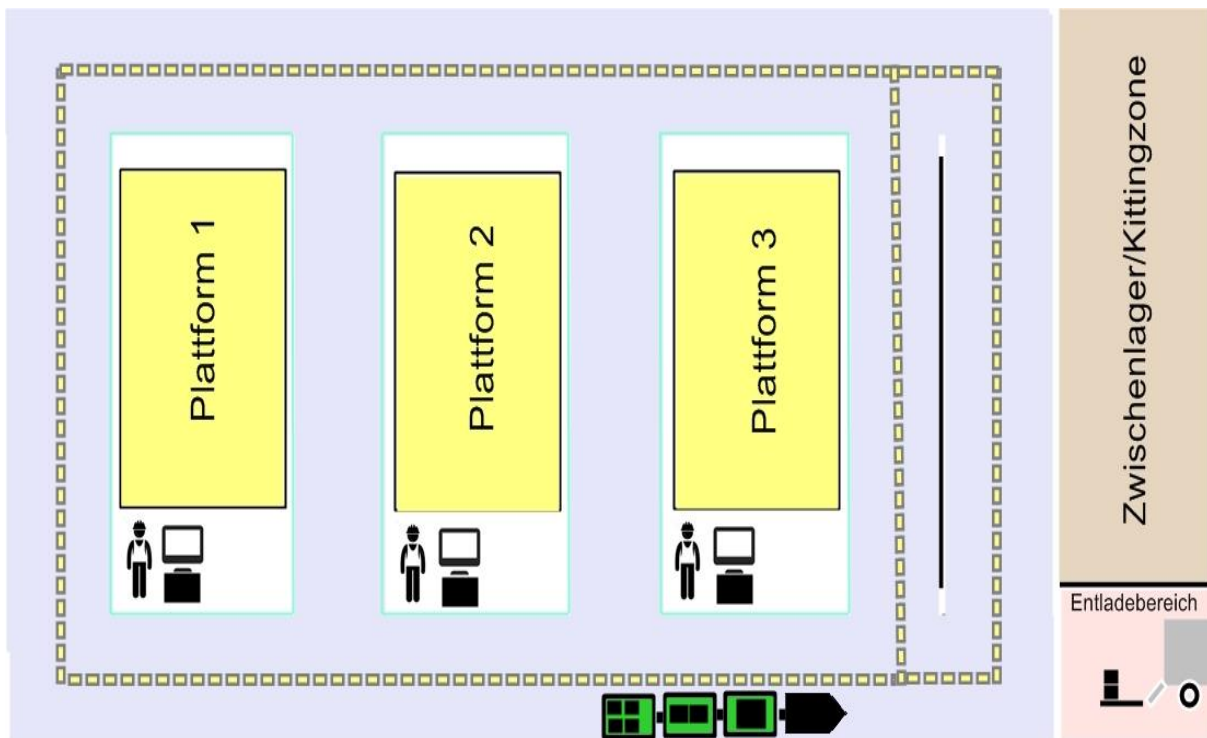 Plattform 1
Plattform 2
Plattform 3
Zwischenlager/Kittingzone
Entladebereich